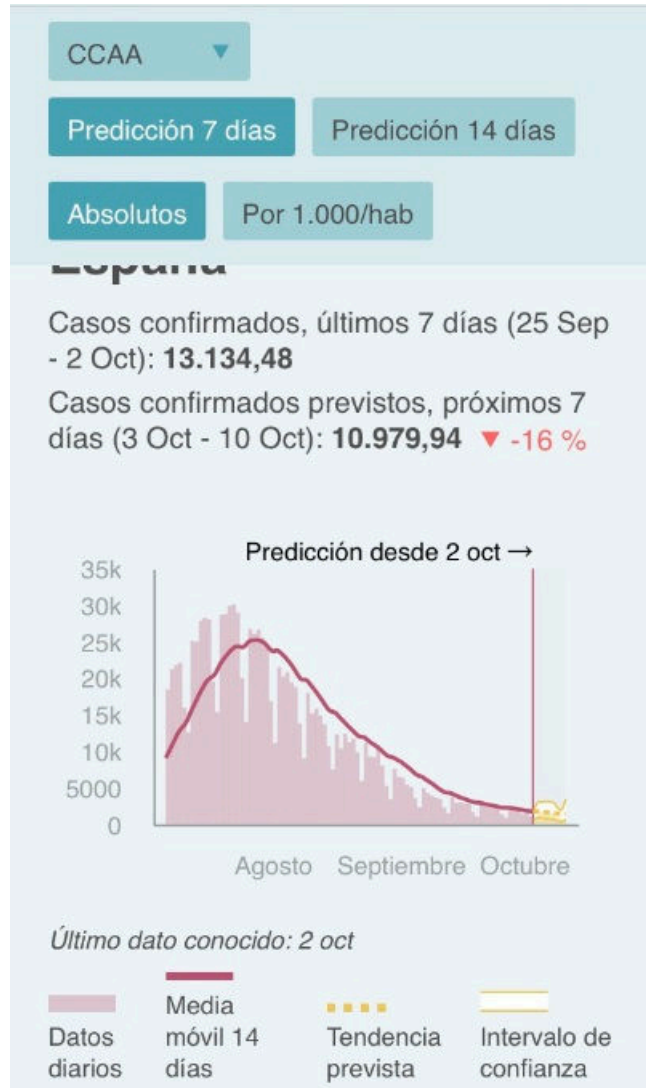 CCAA
Predicción 7 días
Predicción 14 días
Absolutos
Por 1.000/hab
España
Casos confirmados, últimos 7 días (25 Sep
- 2 Oct): 13.134,48
Casos confirmados previstos, próximos 7
días (3 Oct - 10 Oct): 10.979,94 ▼ -16 %
Predicción desde 2 oct →
35k
30k
25k
20k
15k
10k
5000
0
Agosto Septiembre Octubre
Último dato conocido: 2 oct
Datos
diarios
Media
móvil 14
días
Tendencia
prevista
Intervalo de
confianza